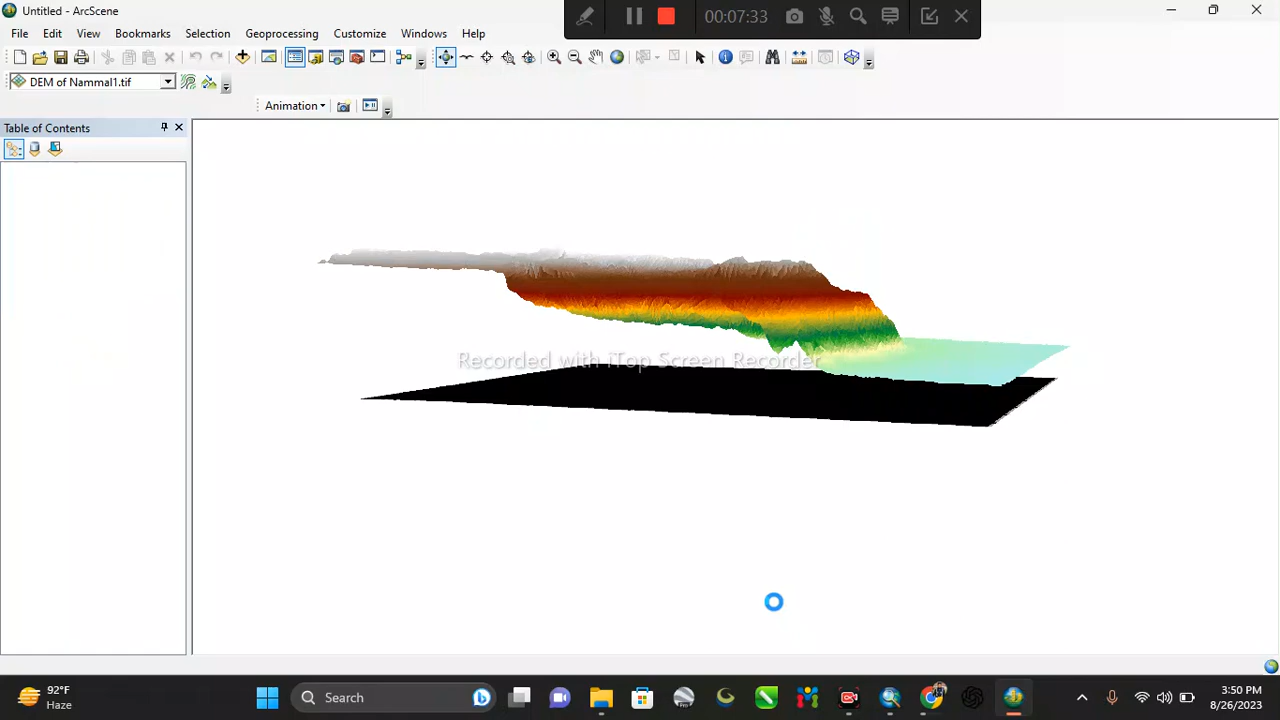 Untitled - ArcScene
00:07:33
File Edit View Bookmarks Selection Geoprocessing Customize Windows Help
DEM of Nammal1.tif
Animation
Table of Contents
Recorded with iTop Screen Recorder
92°F
Haze
Search
Pro
3:50 PM
8/26/2023